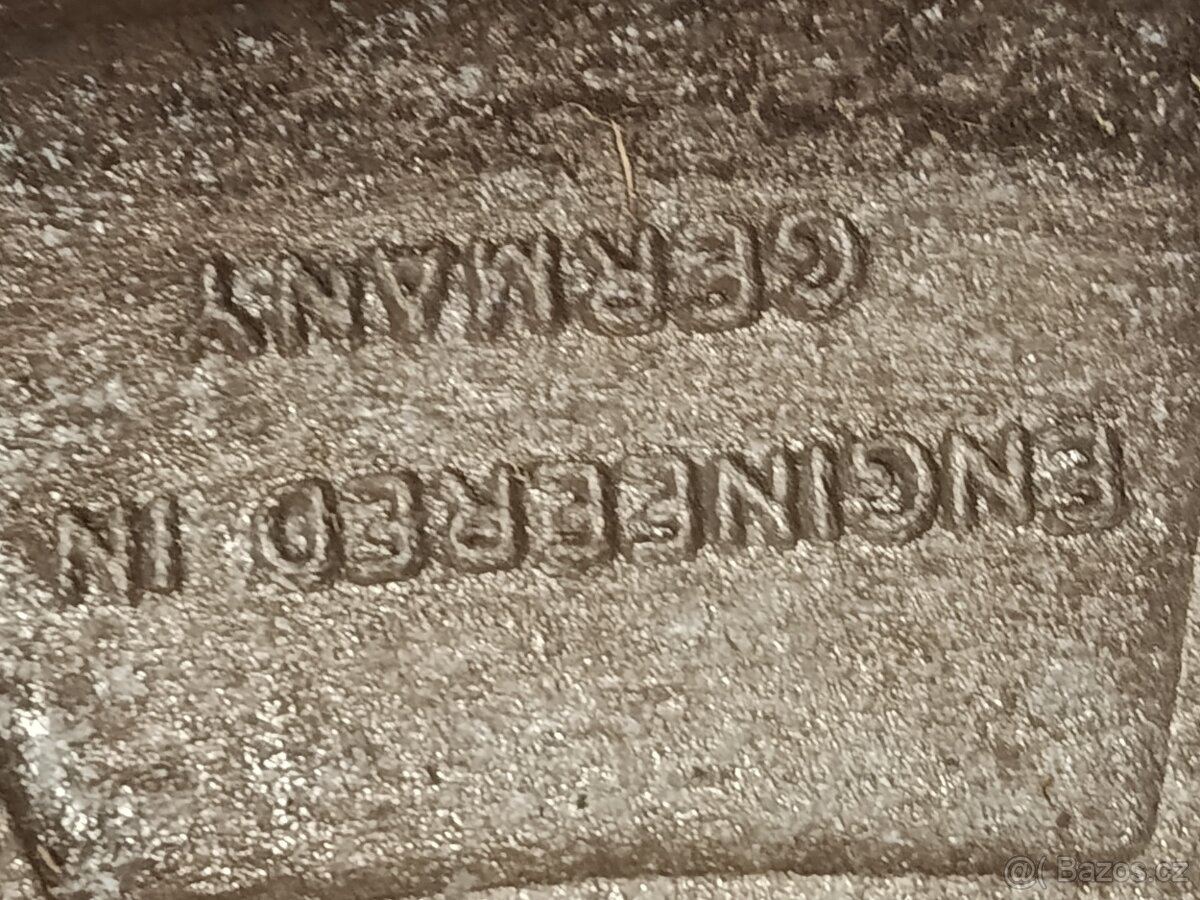 ENGINEERED IN
GERMANY
@( Bazos.cz